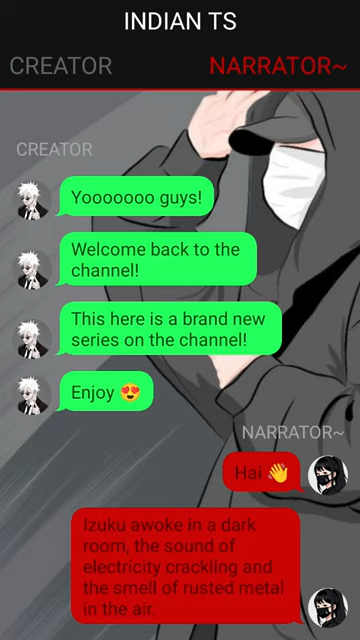 INDIAN TS
CREATOR NARRATOR~
CREATOR
Yooooooo guys!
Welcome back to the
channel!
This here is a brand new
series on the channel!
Enjoy 😍
NARRATOR~
Hai 👋
Izuku awoke in a dark
room, the sound of
electricity crackling and
the smell of rusted metal
in the air.